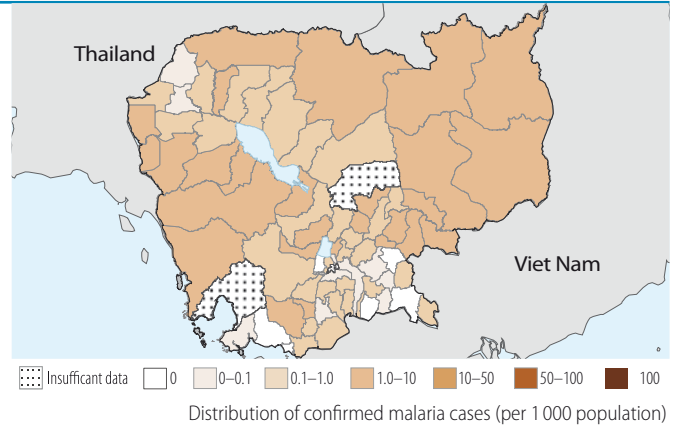 Thailand
Viet Nam
Insufficant data 0 0–0.1 0.1–1.0 1.0–10 10–50 50–100 100
Distribution of confirmed malaria cases (per 1 000 population)